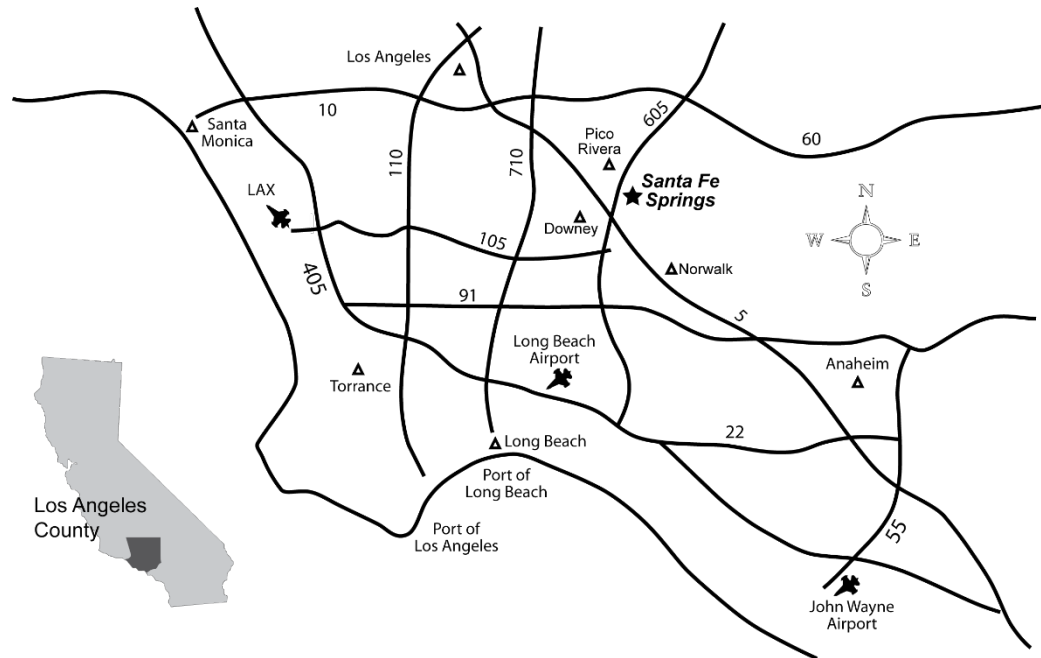 Los Angeles
10
Santa
Monica
110
710
605
60
Pico
Rivera
LAX
Santa Fe
Springs
Downey
105
N
W
E
S
405
91
Norwalk
5
Long Beach
Airport
Torrance
Anaheim
22
Long Beach
Port of
Long Beach
Port of
Los Angeles
55
John Wayne
Airport
Los Angeles
County